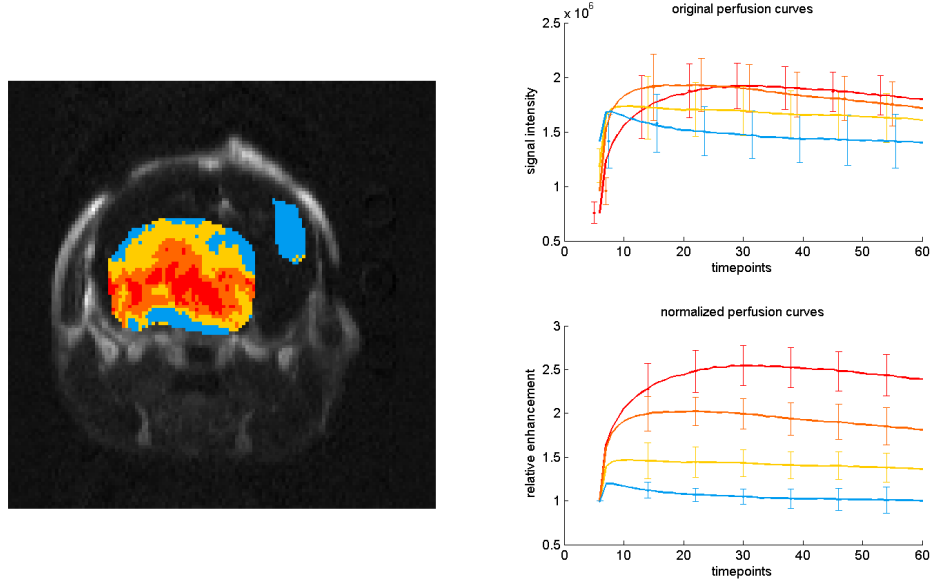 original perfusion curves
x 10^6
2.5
2
1.5
1
0.5
signal intensity
0 10 20 30 40 50 60
timepoints
normalized perfusion curves
3
2.5
2
1.5
1
0.5
relative enhancement
0 10 20 30 40 50 60
timepoints